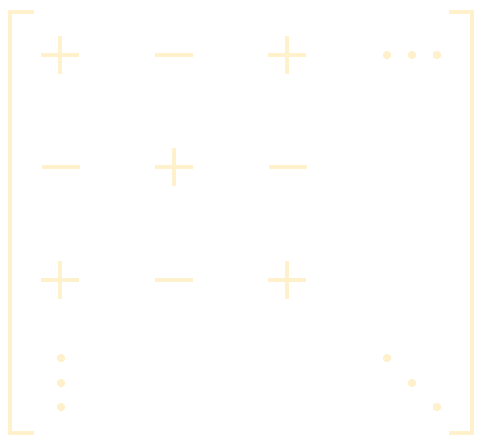 + − + ⋯
− + −
+ − +
⋮ ⋱